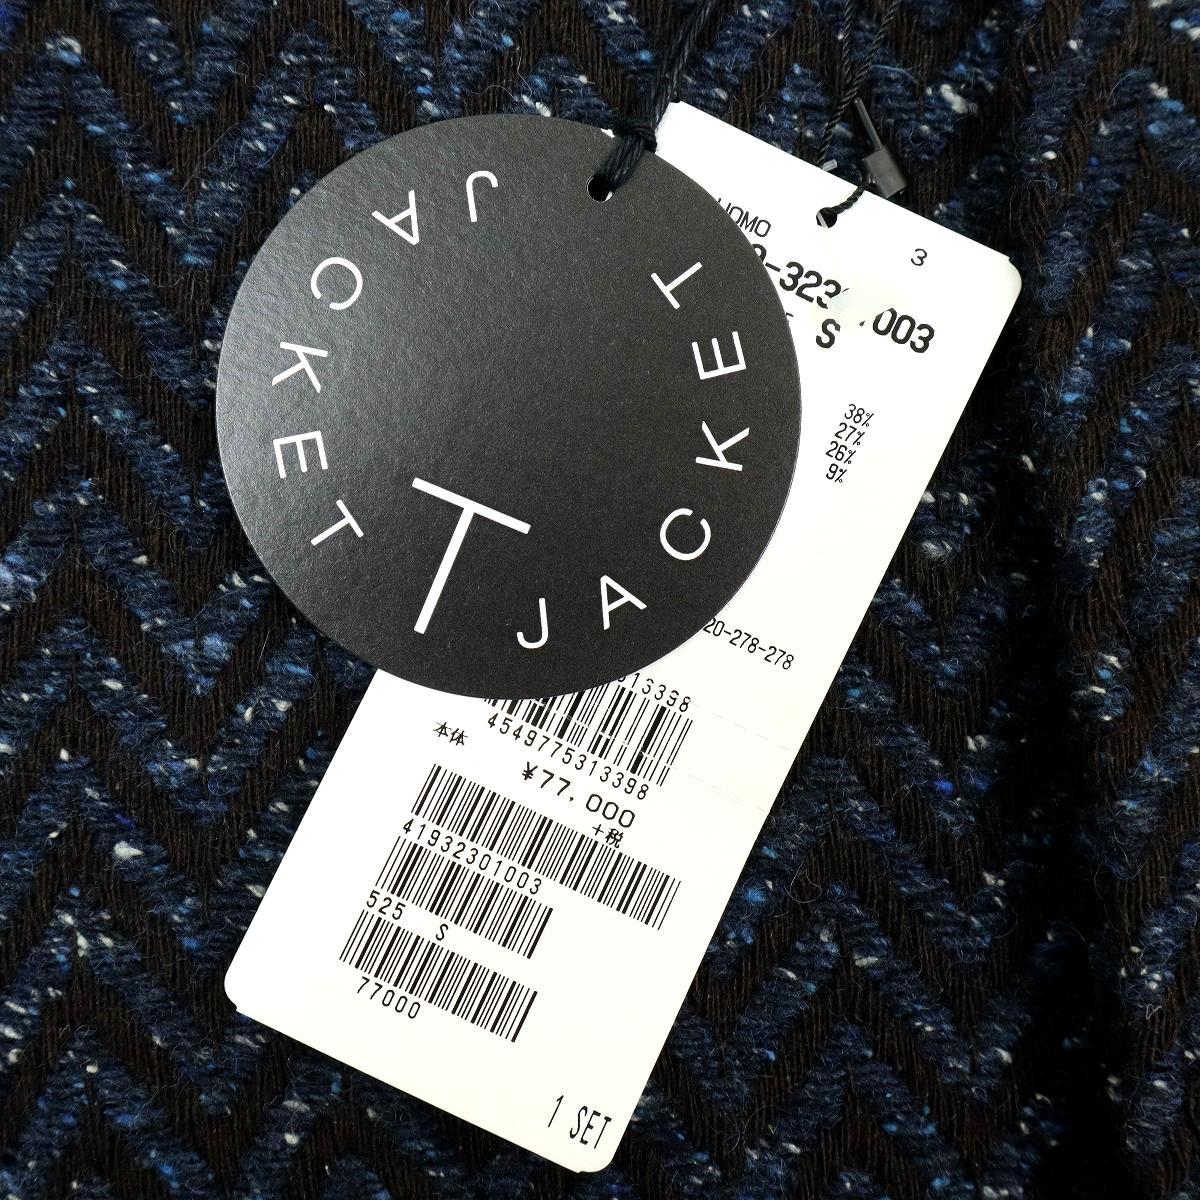 T JACKET
T JACKET
UOMO
3
-323 003
S
38%
27%
26%
9%
20-278-278
313398
4549775313398
本体
¥77,000
+税
41932301003
525
S
77000
1 SET